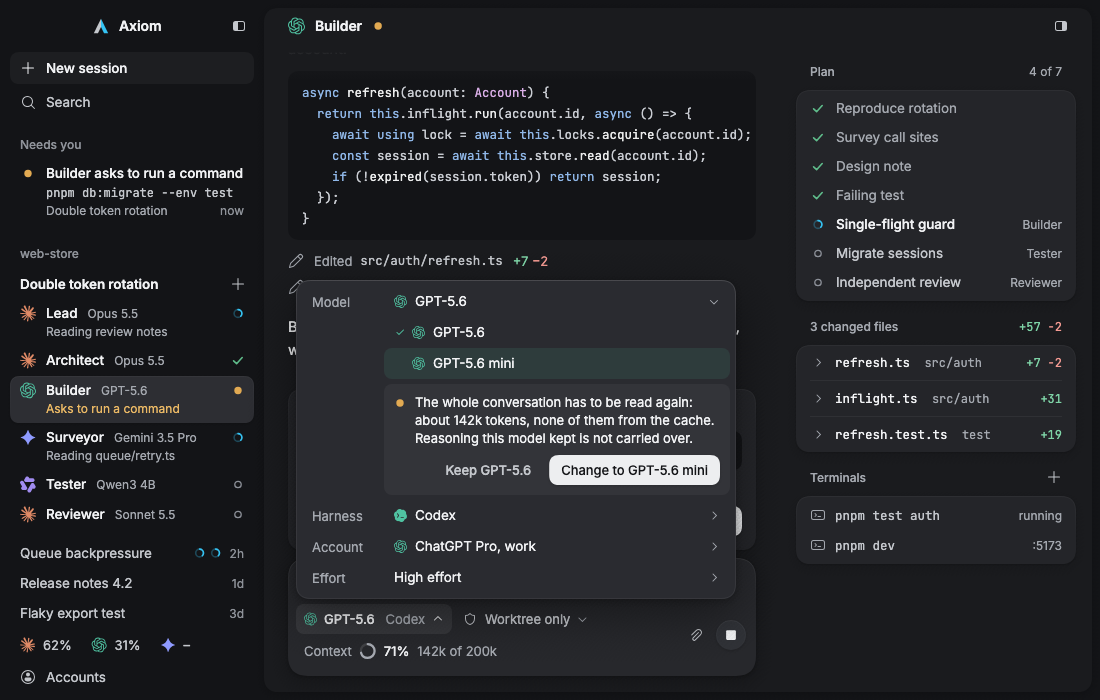 Axiom
New session
Search
Needs you
Builder asks to run a command
pnpm db:migrate --env test
Double token rotation now
web-store
Double token rotation
Lead Opus 5.5
Reading review notes
Architect Opus 5.5
Builder GPT-5.6
Asks to run a command
Surveyor Gemini 3.5 Pro
Reading queue/retry.ts
Tester Qwen3 4B
Reviewer Sonnet 5.5
Queue backpressure 2h
Release notes 4.2 1d
Flaky export test 3d
62% 31% –
Accounts
Builder
async refresh(account: Account) {
return this.inflight.run(account.id, async () => {
await using lock = await this.locks.acquire(account.id);
const session = await this.store.read(account.id);
if (!expired(session.token)) return session;
});
}
Edited src/auth/refresh.ts +7 −2
Model GPT-5.6
GPT-5.6
GPT-5.6 mini
The whole conversation has to be read again:
about 142k tokens, none of them from the cache.
Reasoning this model kept is not carried over.
Keep GPT-5.6 Change to GPT-5.6 mini
Harness Codex
Account ChatGPT Pro, work
Effort High effort
GPT-5.6 Codex Worktree only
Context 71% 142k of 200k
Plan 4 of 7
Reproduce rotation
Survey call sites
Design note
Failing test
Single-flight guard Builder
Migrate sessions Tester
Independent review Reviewer
3 changed files +57 -2
refresh.ts src/auth +7 -2
inflight.ts src/auth +31
refresh.test.ts test +19
Terminals
pnpm test auth running
pnpm dev :5173